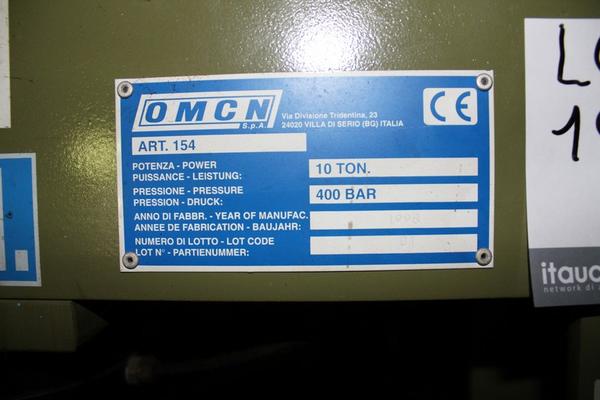 OMCN
S.p.A.
Via Divisione Tridentina, 23
24020 VILLA DI SERIO (BG) ITALIA
CE
ART. 154
POTENZA - POWER
PUISSANCE - LEISTUNG:
10 TON.
PRESSIONE - PRESSURE
PRESSION - DRUCK:
400 BAR
ANNO DI FABBR. - YEAR OF MANUFAC.
ANNEE DE FABRICATION - BAUJAHR:
NUMERO DI LOTTO - LOT CODE
LOT N° - PARTIENUMMER:
network di